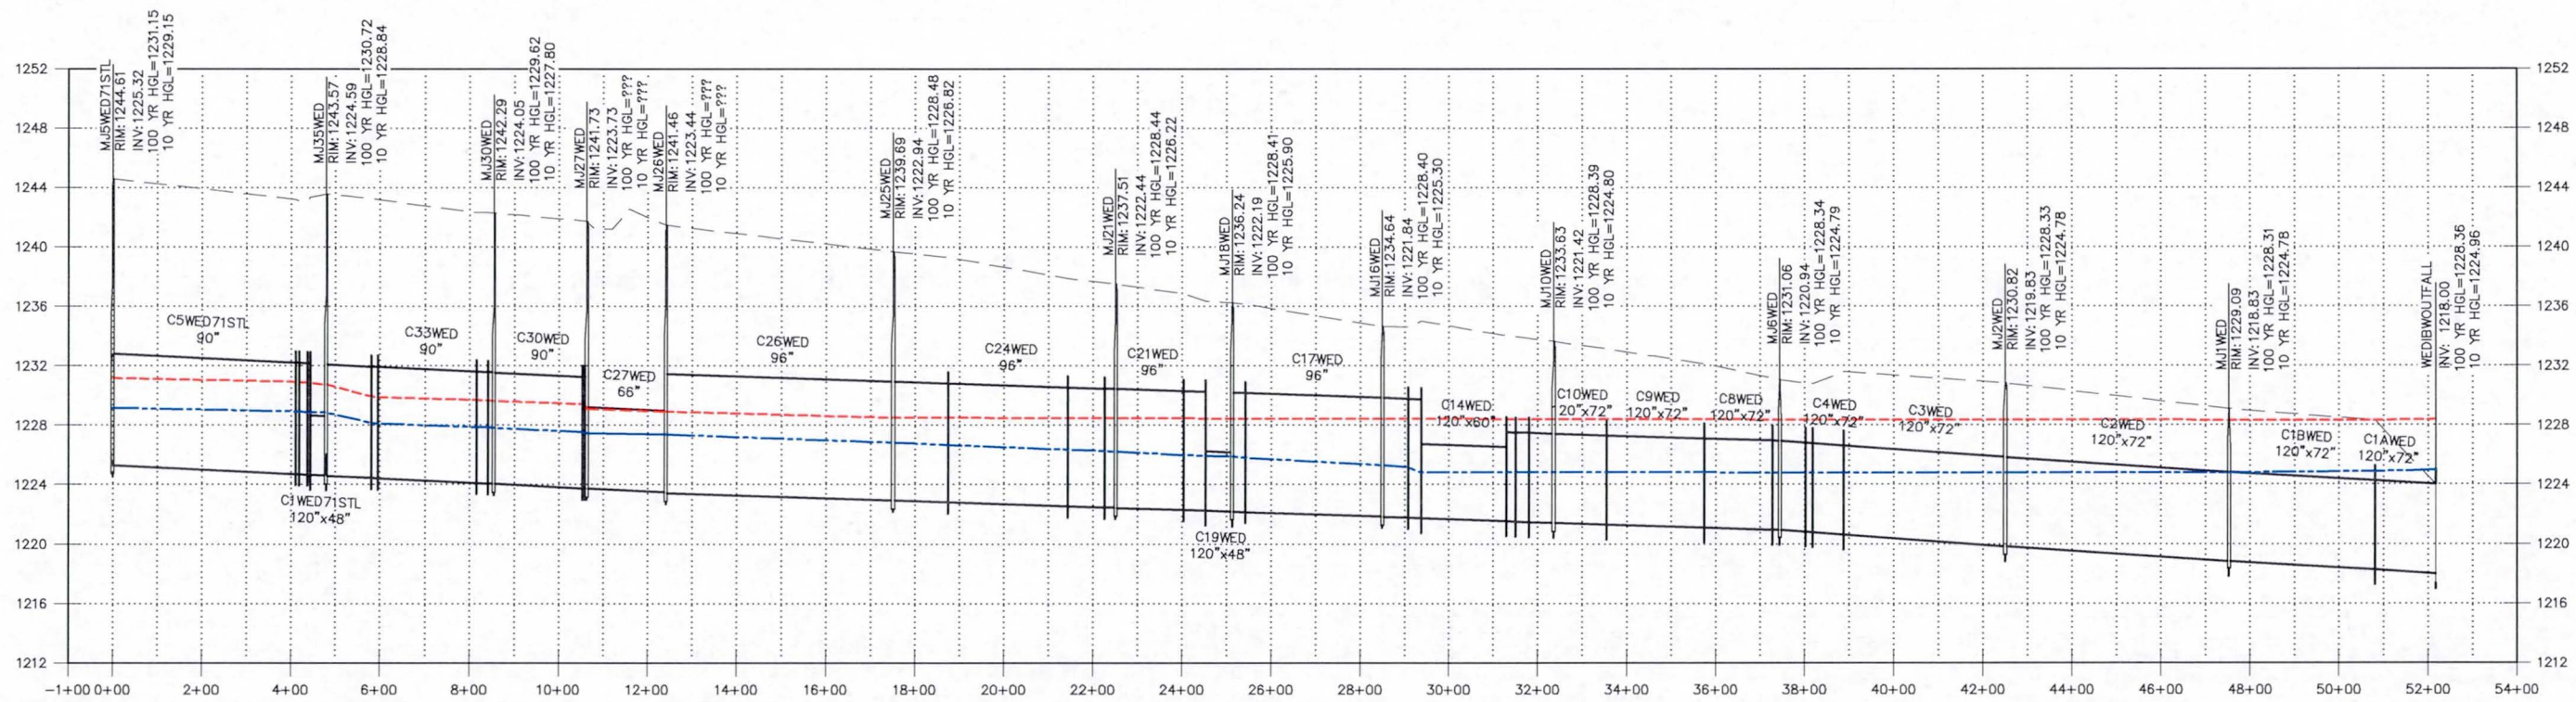 MJ5WED71STL
RIM: 1244.61
INV: 1225.32
100 YR HGL=1231.15
10 YR HGL=1229.15
MJ35WED
RIM: 1243.57
INV: 1224.59
100 YR HGL=1230.72
10 YR HGL=1228.84
MJ30WED
RIM: 1242.29
INV: 1224.05
100 YR HGL=1229.62
10 YR HGL=1227.80
MJ27WED
RIM: 1241.73
INV: 1223.73
100 YR HGL=???
10 YR HGL=???
MJ26WED
RIM: 1241.46
INV: 1223.44
100 YR HGL=???
10 YR HGL=???
MJ25WED
RIM: 1239.69
INV: 1222.94
100 YR HGL=1228.48
10 YR HGL=1226.82
MJ21WED
RIM: 1237.51
INV: 1222.44
100 YR HGL=1228.44
10 YR HGL=1226.22
MJ18WED
RIM: 1236.24
INV: 1222.19
100 YR HGL=1228.41
10 YR HGL=1225.90
MJ16WED
RIM: 1234.64
INV: 1221.84
100 YR HGL=1228.40
10 YR HGL=1225.30
MJ10WED
RIM: 1233.63
INV: 1221.42
100 YR HGL=1228.39
10 YR HGL=1224.80
MJ6WED
RIM: 1231.06
INV: 1220.94
100 YR HGL=1228.34
10 YR HGL=1224.79
MJ2WED
RIM: 1230.82
INV: 1219.83
100 YR HGL=1228.33
10 YR HGL=1224.78
MJ1WED
RIM: 1229.09
INV: 1218.83
100 YR HGL=1228.31
10 YR HGL=1224.78
WEDIBIBWOUTFALL
INV: 1218.00
100 YR HGL=1228.36
10 YR HGL=1224.96
1252
1248
1244
1240
1236
1232
1228
1224
1220
1216
1212
1252
1248
1244
1240
1236
1232
1228
1224
1220
1216
1212
C5WED71STL
90"
C1WED71STL
120"x48"
C33WED
90"
C30WED
90"
C27WED
66"
C26WED
96"
C24WED
96"
C21WED
96"
C19WED
120"x48"
C17WED
96"
C14WED
120"x60"
C10WED
20"x72"
C9WED
120"x72"
C8WED
120"x72"
C4WED
120"x72"
C3WED
120"x72"
C2WED
120"x72"
C1BWED
120"x72"
C1AWED
120"x72"
-1+00 0+00 2+00 4+00 6+00 8+00 10+00 12+00 14+00 16+00 18+00 20+00 22+00 24+00 26+00 28+00 30+00 32+00 34+00 36+00 38+00 40+00 42+00 44+00 46+00 48+00 50+00 52+00 54+00